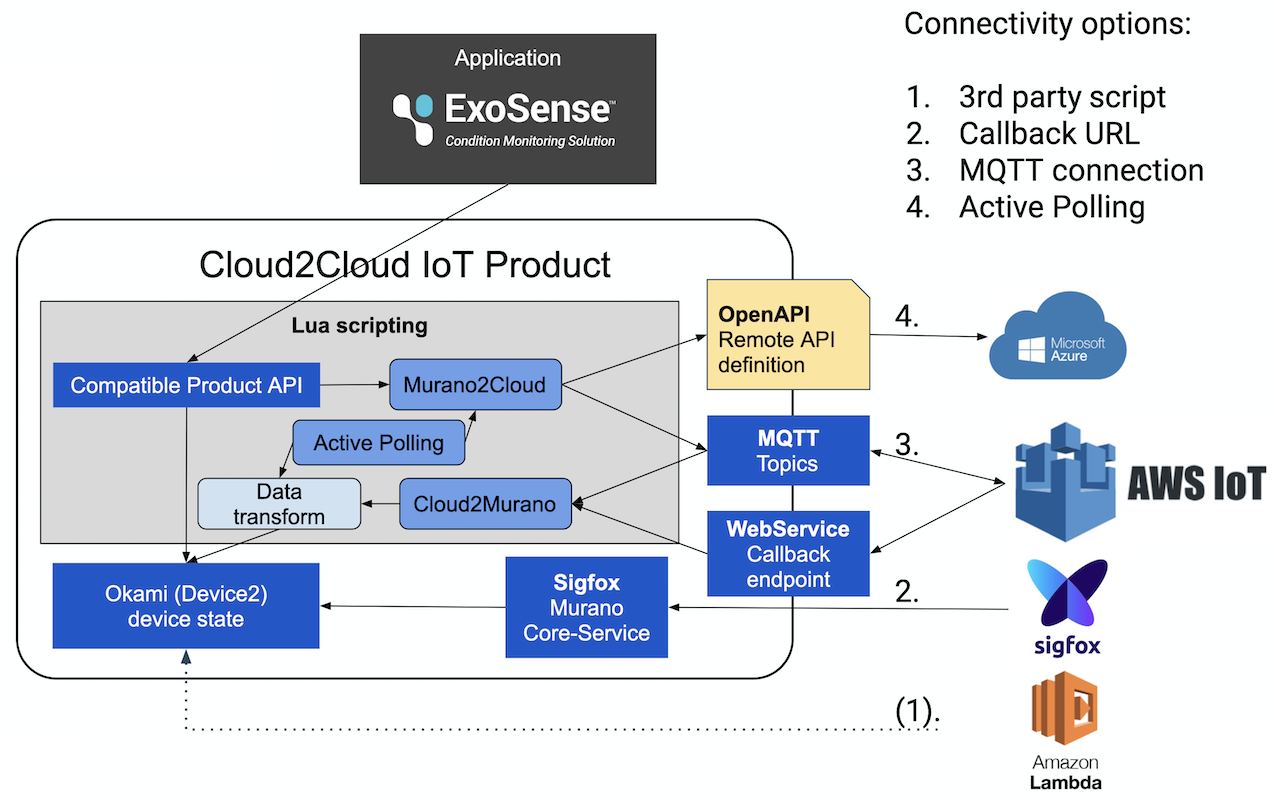 Connectivity options:
1. 3rd party script
2. Callback URL
3. MQTT connection
4. Active Polling
Application
ExoSense™
Condition Monitoring Solution
Cloud2Cloud IoT Product
Lua scripting
Compatible Product API
Murano2Cloud
Active Polling
Data
transform
Cloud2Murano
OpenAPI
Remote API
definition
4.
Microsoft
Azure
MQTT
Topics
3.
AWS IoT
WebService
Callback
endpoint
Okami (Device2)
device state
Sigfox
Murano
Core-Service
2.
sigfox
(1).
Amazon
Lambda